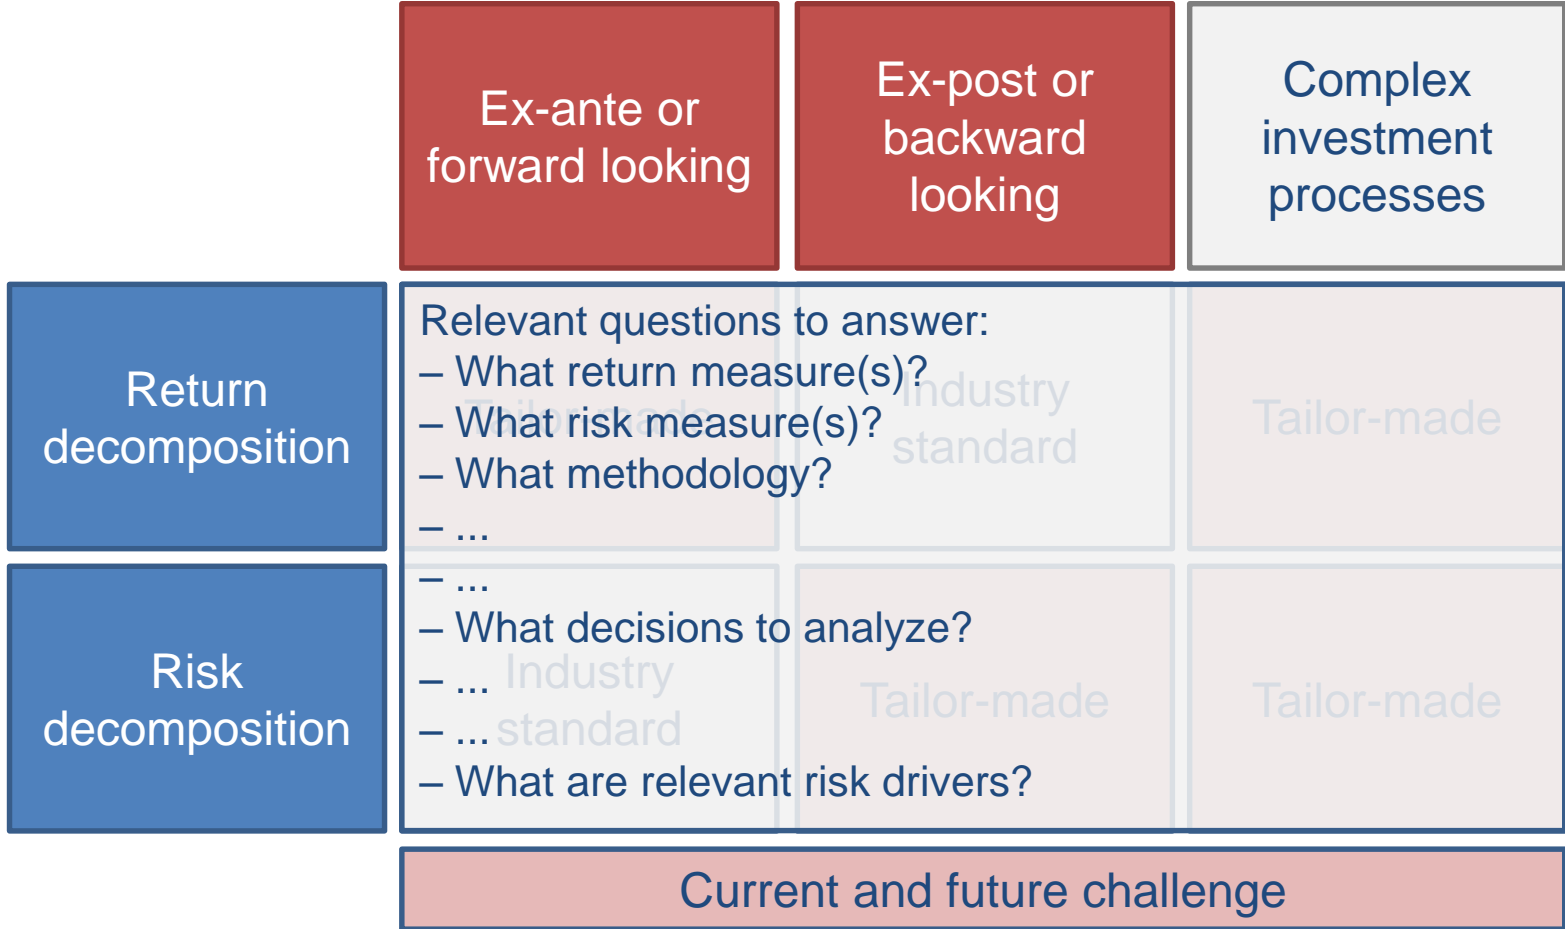 Ex-ante or
forward looking
Ex-post or
backward
looking
Complex
investment
processes
Return
decomposition
Relevant questions to answer:
– What return measure(s)?
– What risk measure(s)?
– What methodology?
– ...
– ...
– What decisions to analyze?
– ...
– ...
– What are relevant risk drivers?
Tailor-made
Industry
standard
Tailor-made
Risk
decomposition
Industry
standard
Tailor-made
Tailor-made
Current and future challenge